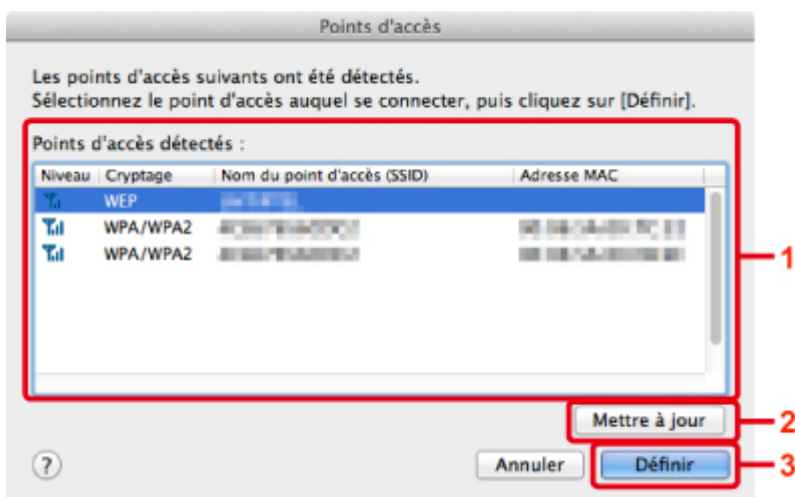 Points d'accès
Les points d'accès suivants ont été détectés.
Sélectionnez le point d'accès auquel se connecter, puis cliquez sur [Définir].
Points d'accès détectés :
Niveau Cryptage Nom du point d'accès (SSID) Adresse MAC
WEP
WPA/WPA2
WPA/WPA2
1
Mettre à jour 2
? Annuler Définir 3